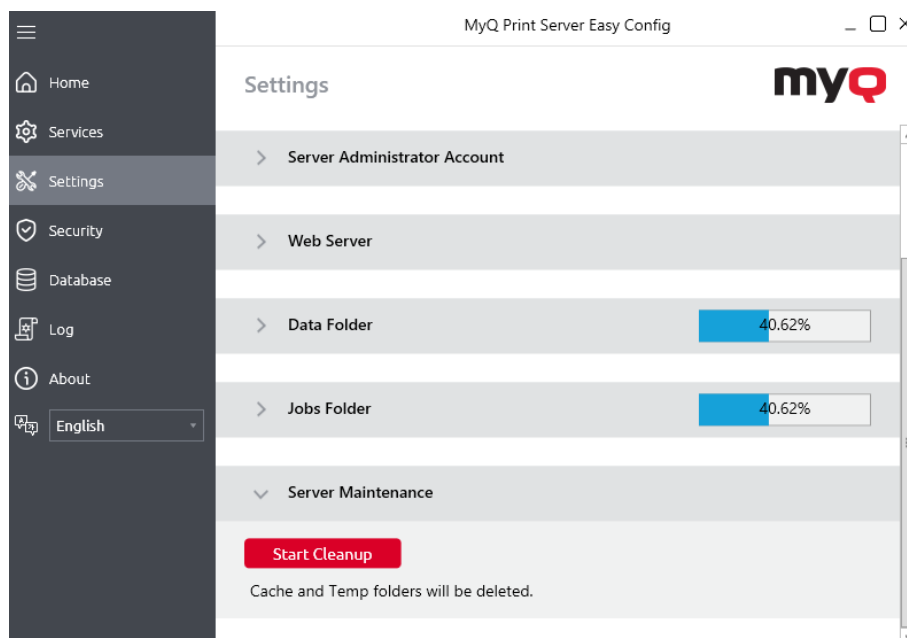 MyQ Print Server Easy Config
Home
Services
Settings
Security
Database
Log
About
English
Settings
myQ
Server Administrator Account
Web Server
Data Folder
40.62%
Jobs Folder
40.62%
Server Maintenance
Start Cleanup
Cache and Temp folders will be deleted.